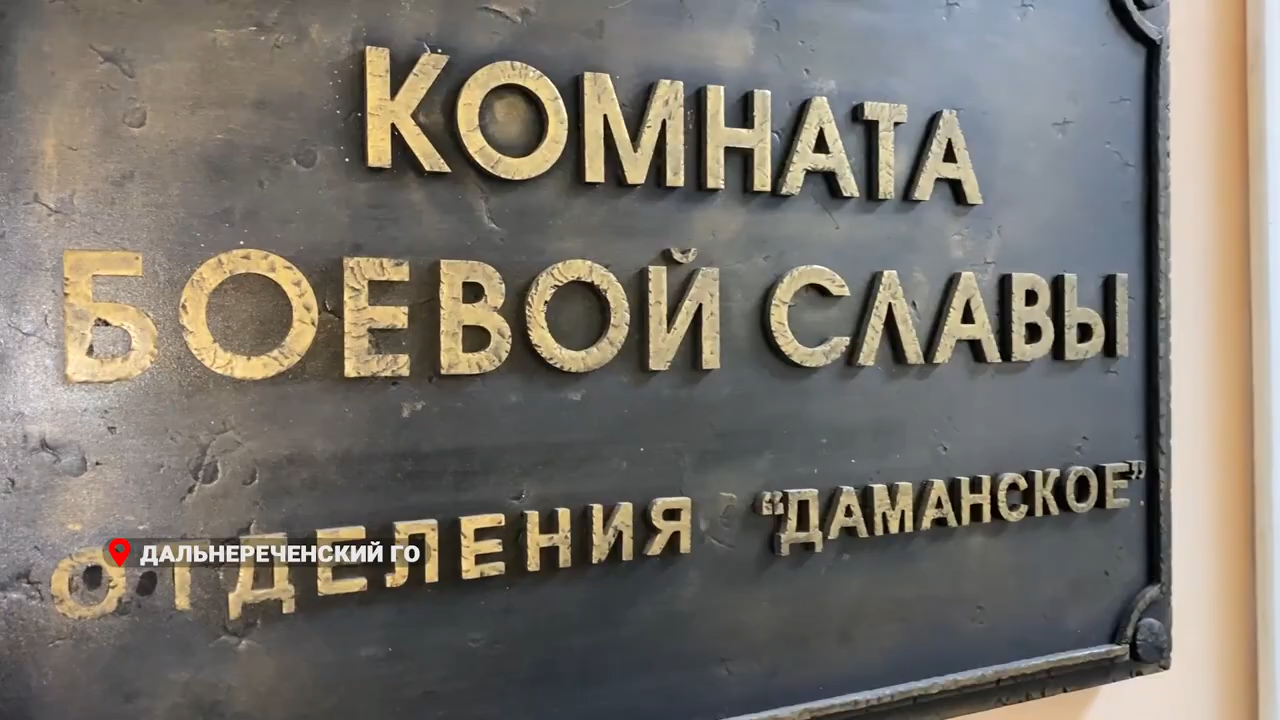 КОМНАТА
БОЕВОЙ СЛАВЫ
ОТДЕЛЕНИЯ “ДАМАНСКОЕ”
ДАЛЬНЕРЕЧЕНСКИЙ ГО